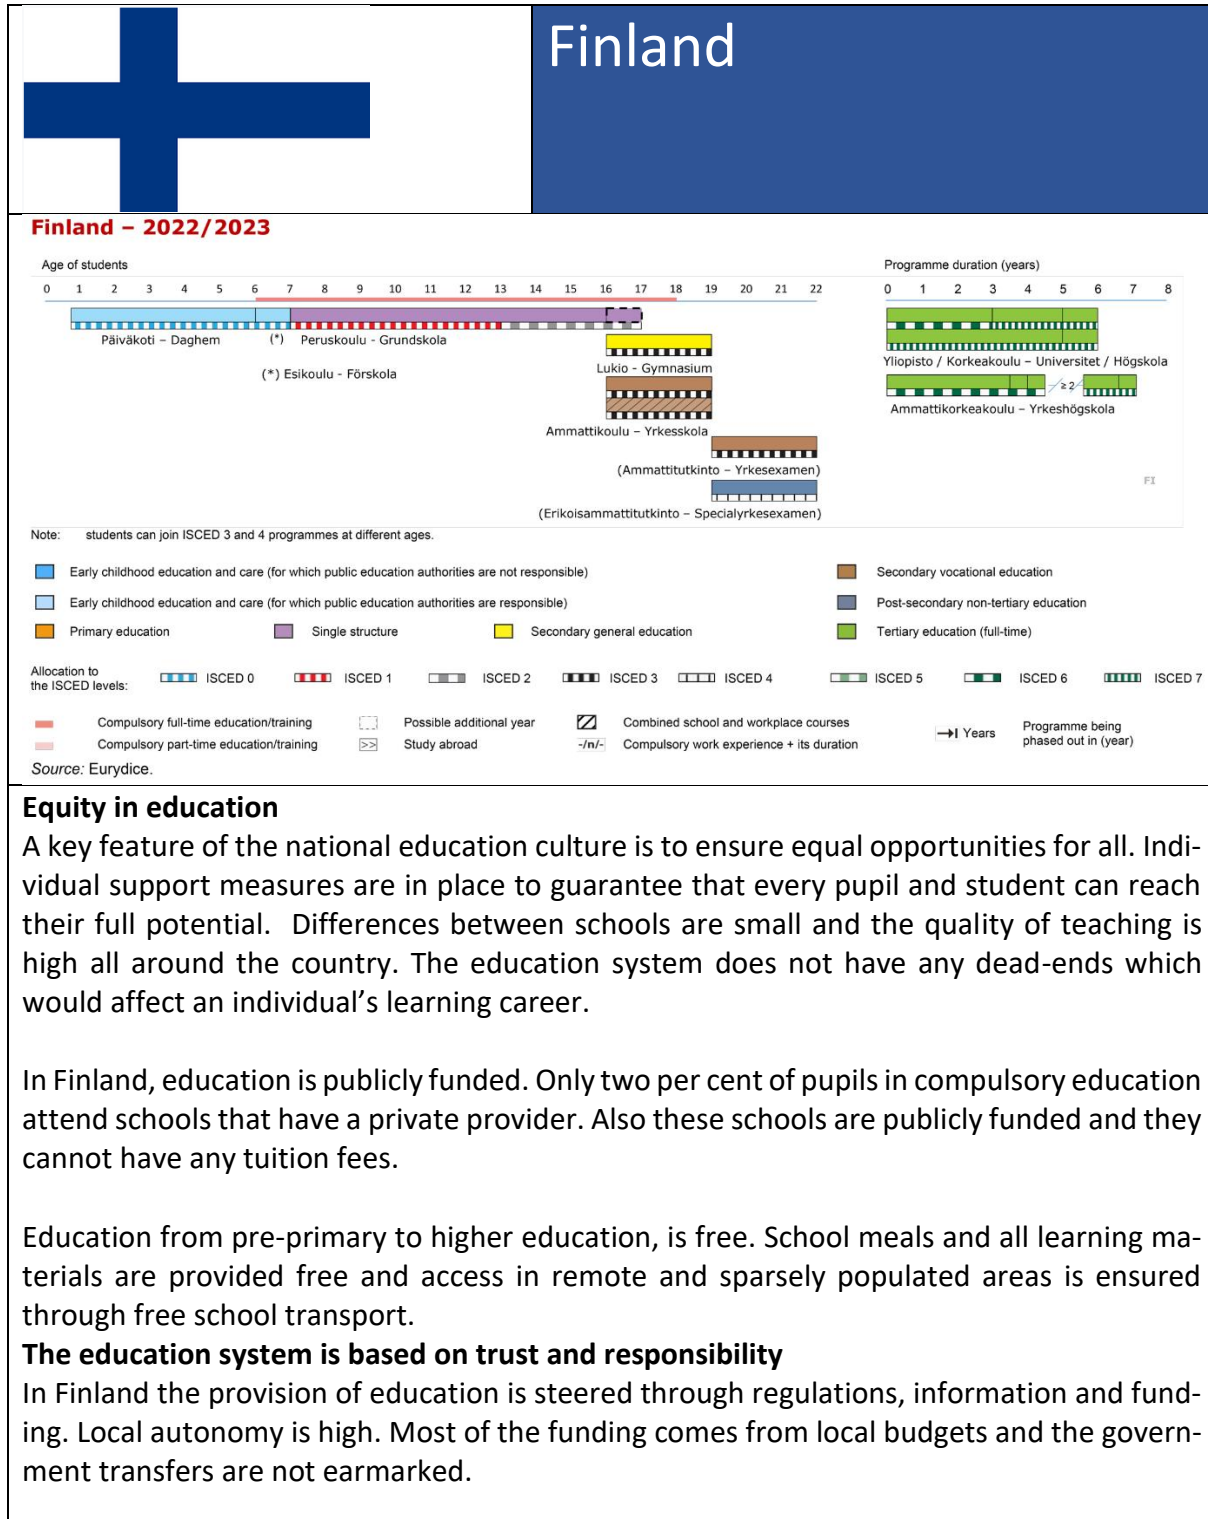 Finland
Finland – 2022/2023
Age of students
Programme duration (years)
0 1 2 3 4 5 6 7 8 9 10 11 12 13 14 15 16 17 18 19 20 21 22
0 1 2 3 4 5 6 7 8
Päiväkoti – Daghem
(*)
Peruskoulu - Grundskola
(*) Esikoulu - Förskola
Lukio - Gymnasium
Ammattikoulu – Yrkesskola
(Ammattitutkinto – Yrkesexamen)
(Erikoisammattitutkinto – Specialyrkesexamen)
Yliopisto / Korkeakoulu – Universitet / Högskola
≥ 2
Ammattikorkeakoulu – Yrkeshögskola
FI
Note: students can join ISCED 3 and 4 programmes at different ages.
Early childhood education and care (for which public education authorities are not responsible)
Secondary vocational education
Early childhood education and care (for which public education authorities are responsible)
Post-secondary non-tertiary education
Primary education
Single structure
Secondary general education
Tertiary education (full-time)
Allocation to
the ISCED levels:
ISCED 0
ISCED 1
ISCED 2
ISCED 3
ISCED 4
ISCED 5
ISCED 6
ISCED 7
Compulsory full-time education/training
Possible additional year
Combined school and workplace courses
Years
Programme being
phased out in (year)
Compulsory part-time education/training
>> Study abroad
-/n/- Compulsory work experience + its duration
Source: Eurydice.
Equity in education
A key feature of the national education culture is to ensure equal opportunities for all. Indi-
vidual support measures are in place to guarantee that every pupil and student can reach
their full potential. Differences between schools are small and the quality of teaching is
high all around the country. The education system does not have any dead-ends which
would affect an individual's learning career.
In Finland, education is publicly funded. Only two per cent of pupils in compulsory education
attend schools that have a private provider. Also these schools are publicly funded and they
cannot have any tuition fees.
Education from pre-primary to higher education, is free. School meals and all learning ma-
terials are provided free and access in remote and sparsely populated areas is ensured
through free school transport.
The education system is based on trust and responsibility
In Finland the provision of education is steered through regulations, information and fund-
ing. Local autonomy is high. Most of the funding comes from local budgets and the govern-
ment transfers are not earmarked.